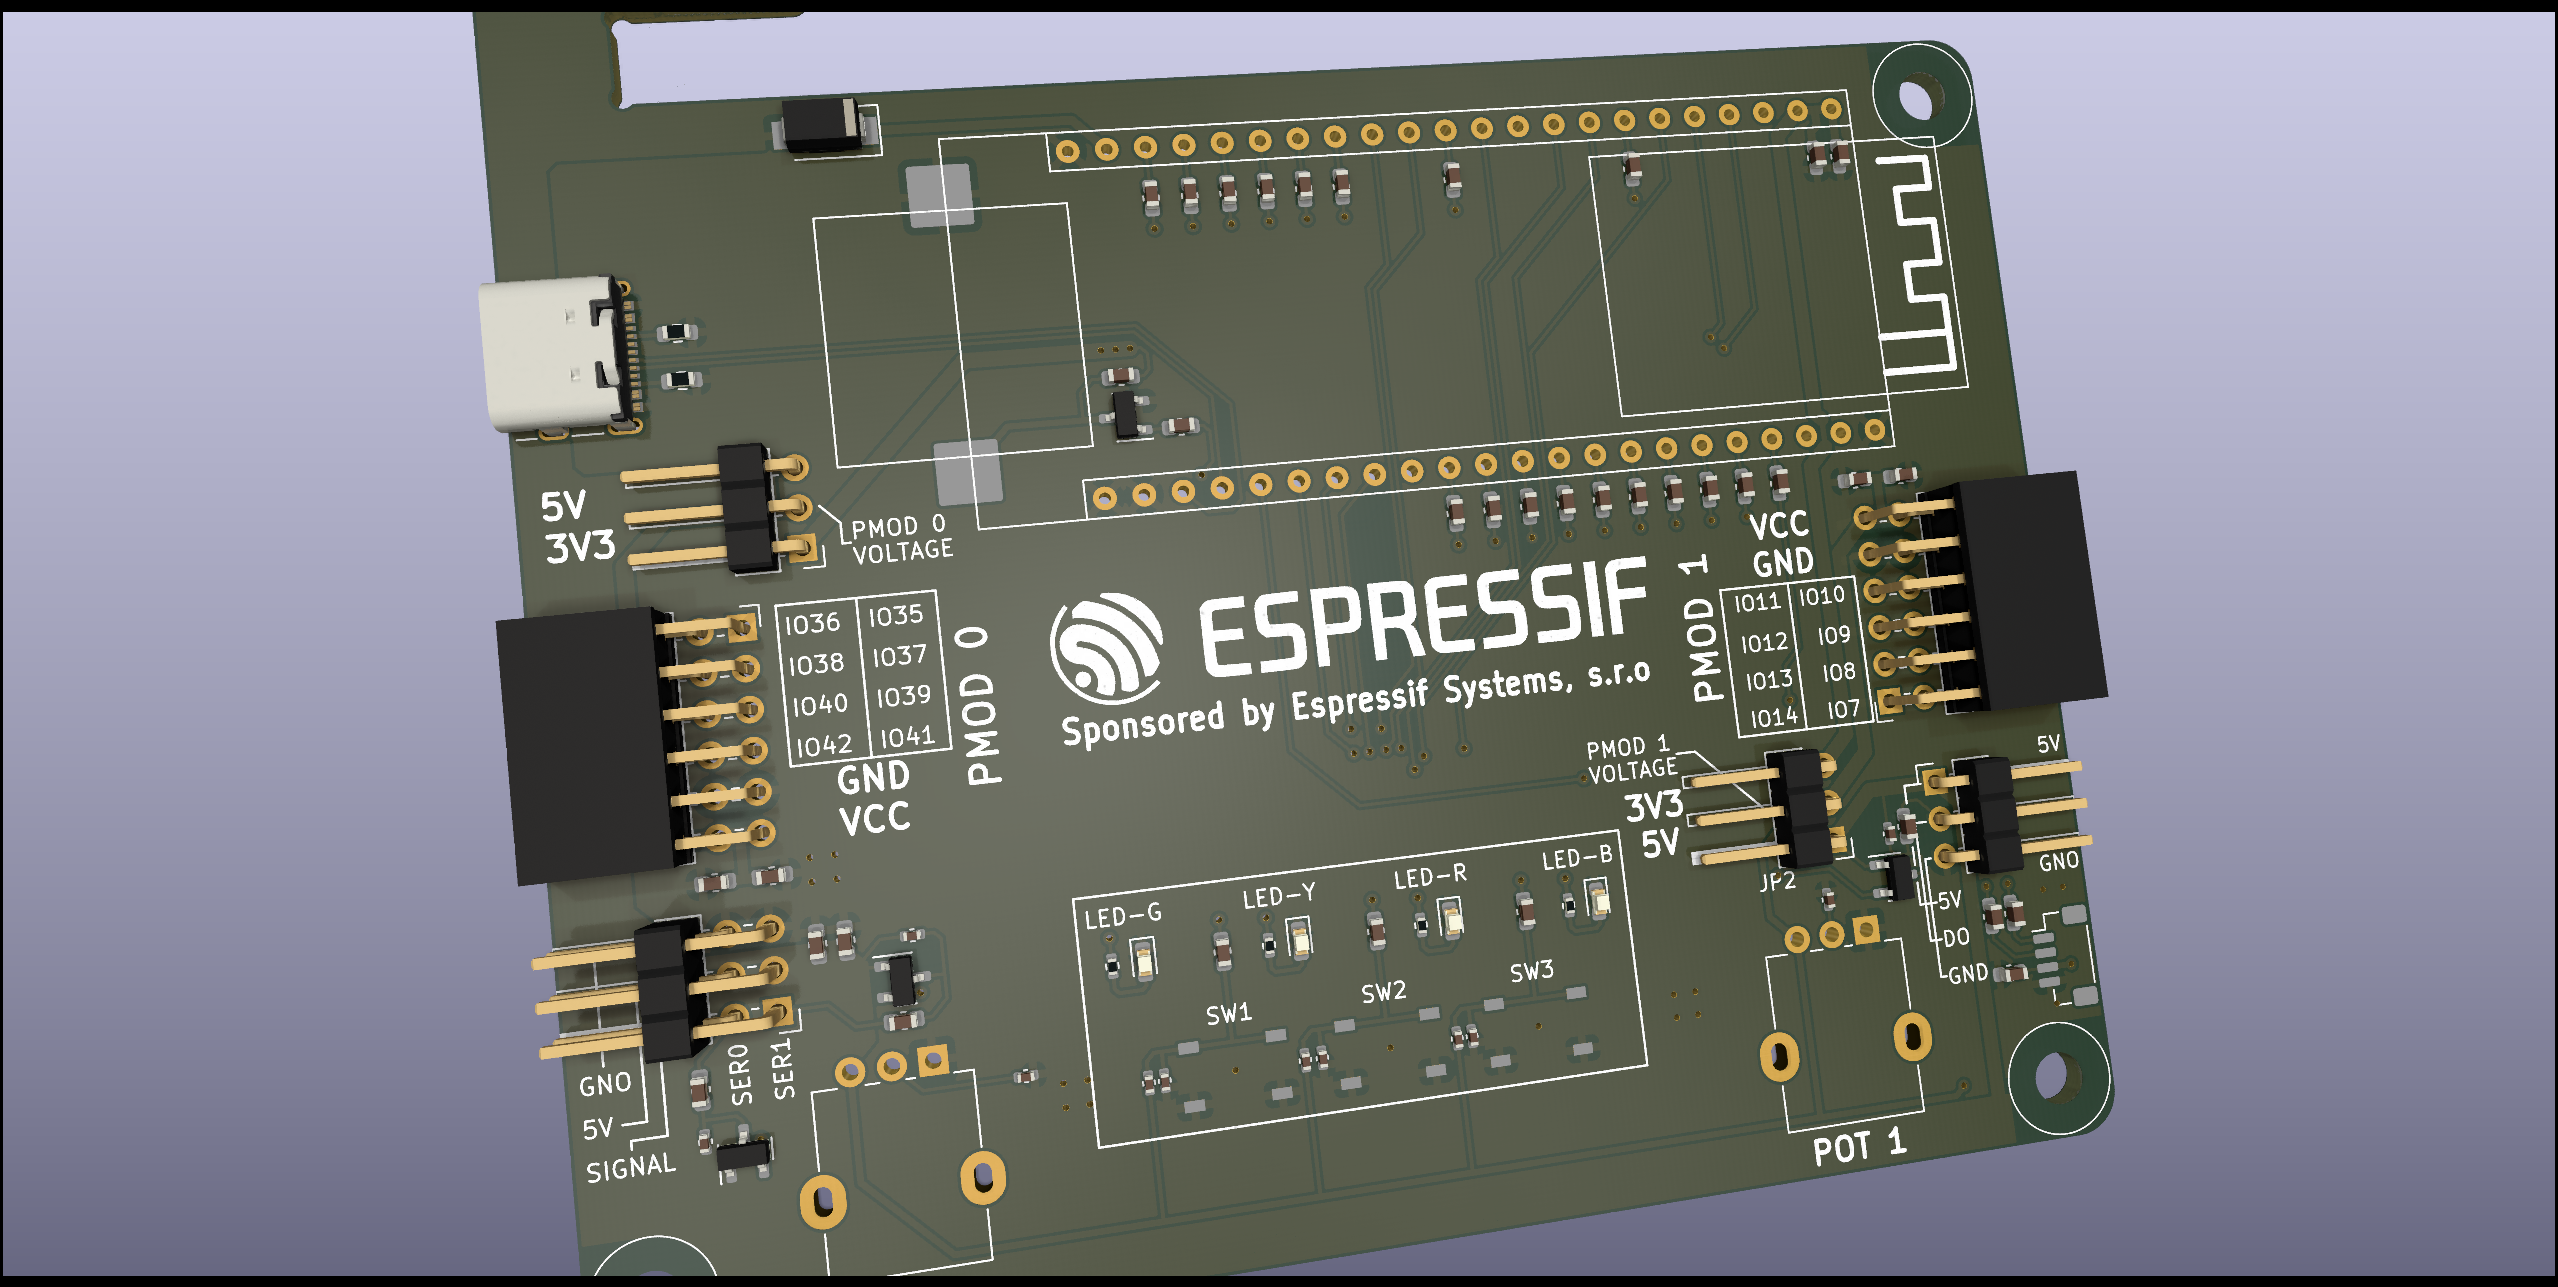 5V
3V3
PMOD 0
VOLTAGE
IO36 IO35
IO38 IO37
IO40 IO39
IO42 IO41
GND
VCC
PMOD 0
ESPRESSIF
Sponsored by Espressif Systems, s.r.o
PMOD 1
VCC
GND
IO11 IO10
IO12 IO9
IO13 IO8
IO14 IO7
PMOD 1
VOLTAGE
3V3
5V
JP2
5V
GND
5V
DO
GND
LED-G
LED-Y
LED-R
LED-B
SW1
SW2
SW3
SER0
SER1
GND
5V
SIGNAL
POT 1